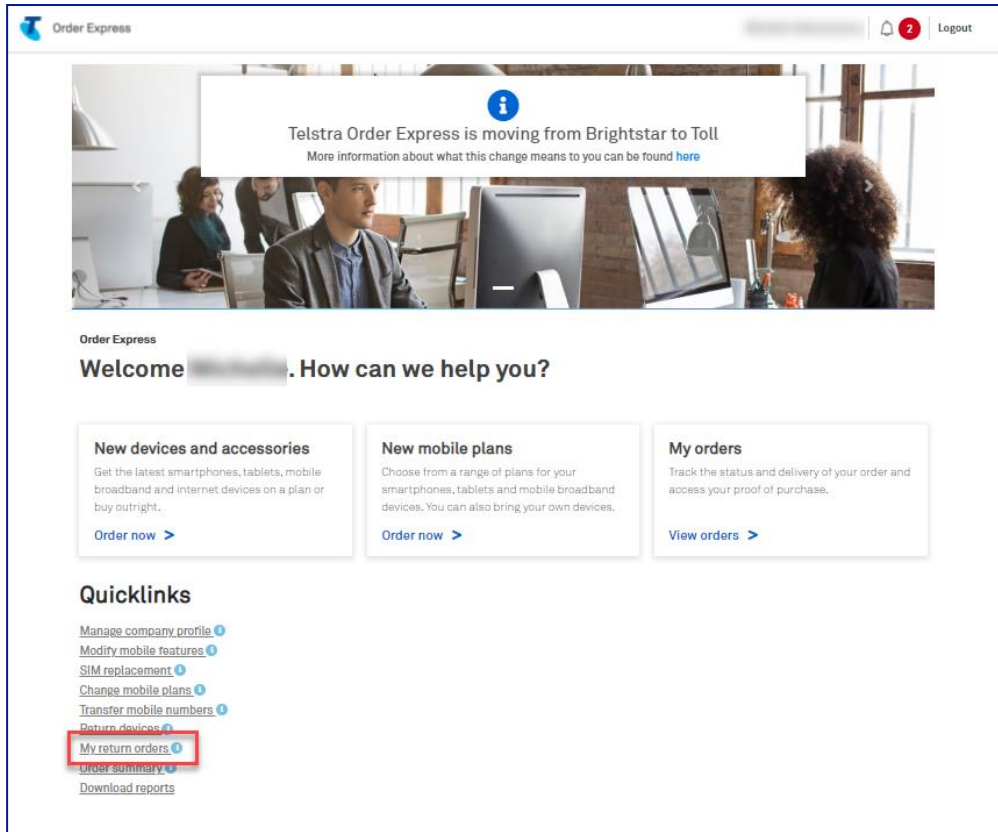 Order Express
2
Logout
Telstra Order Express is moving from Brightstar to Toll
More information about what this change means to you can be found here
Order Express
Welcome . How can we help you?
New devices and accessories
Get the latest smartphones, tablets, mobile
broadband and internet devices on a plan or
buy outright.
Order now >
New mobile plans
Choose from a range of plans for your
smartphones, tablets and mobile broadband
devices. You can also bring your own devices.
Order now >
My orders
Track the status and delivery of your order and
access your proof of purchase.
View orders >
Quicklinks
Manage company profile
Modify mobile features
SIM replacement
Change mobile plans
Transfer mobile numbers
Return devices
My return orders
Order summary
Download reports